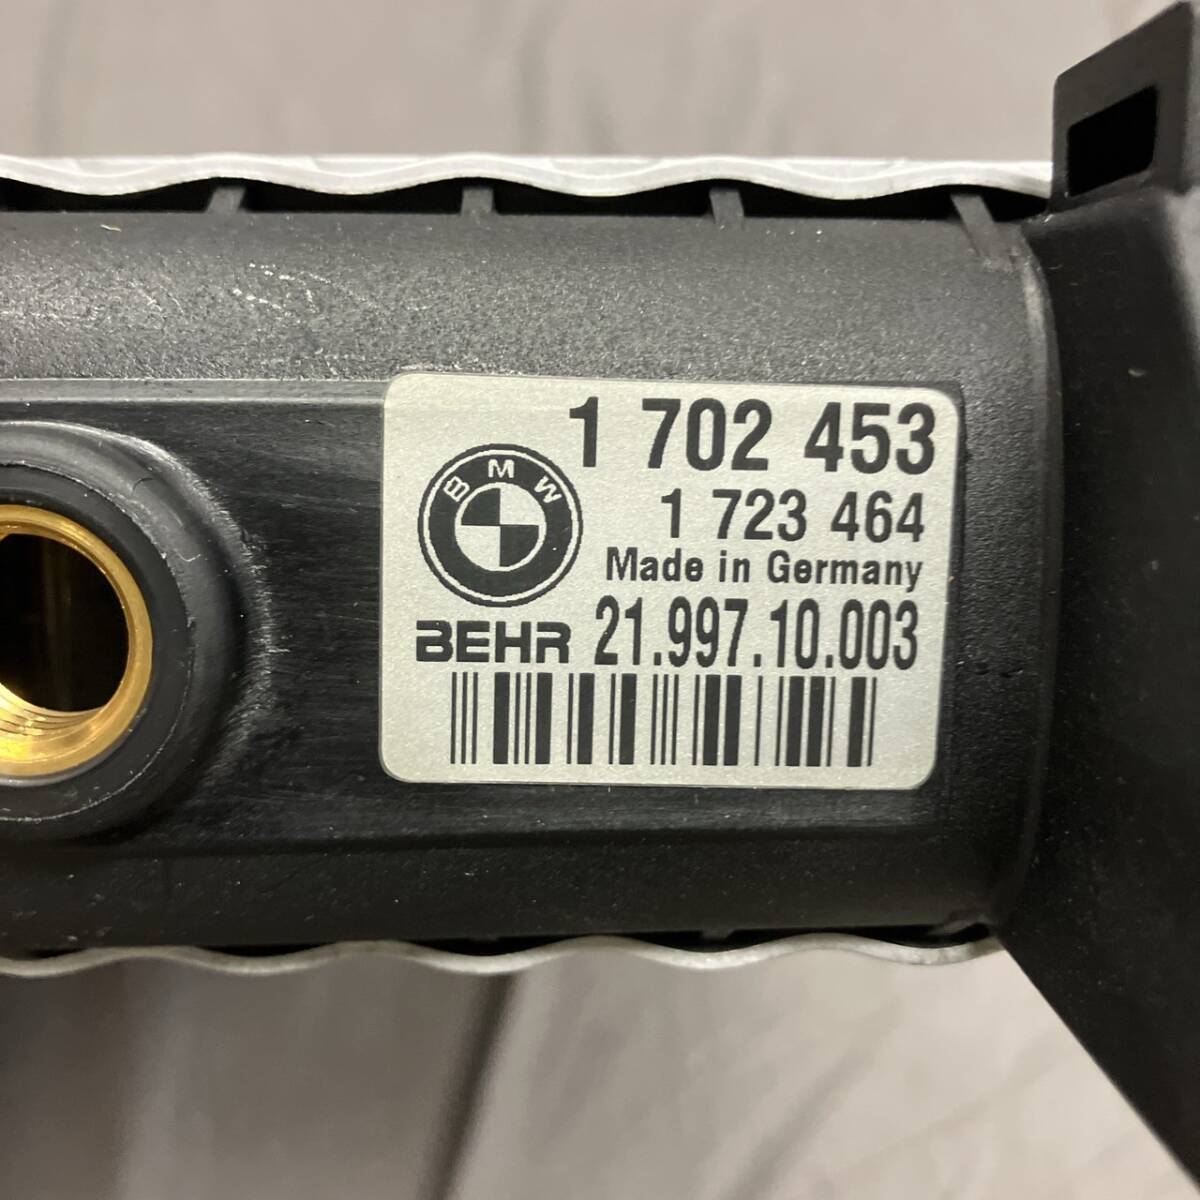 1 702 453
BMW
1 723 464
Made in Germany
BEHR 21.997.10.003